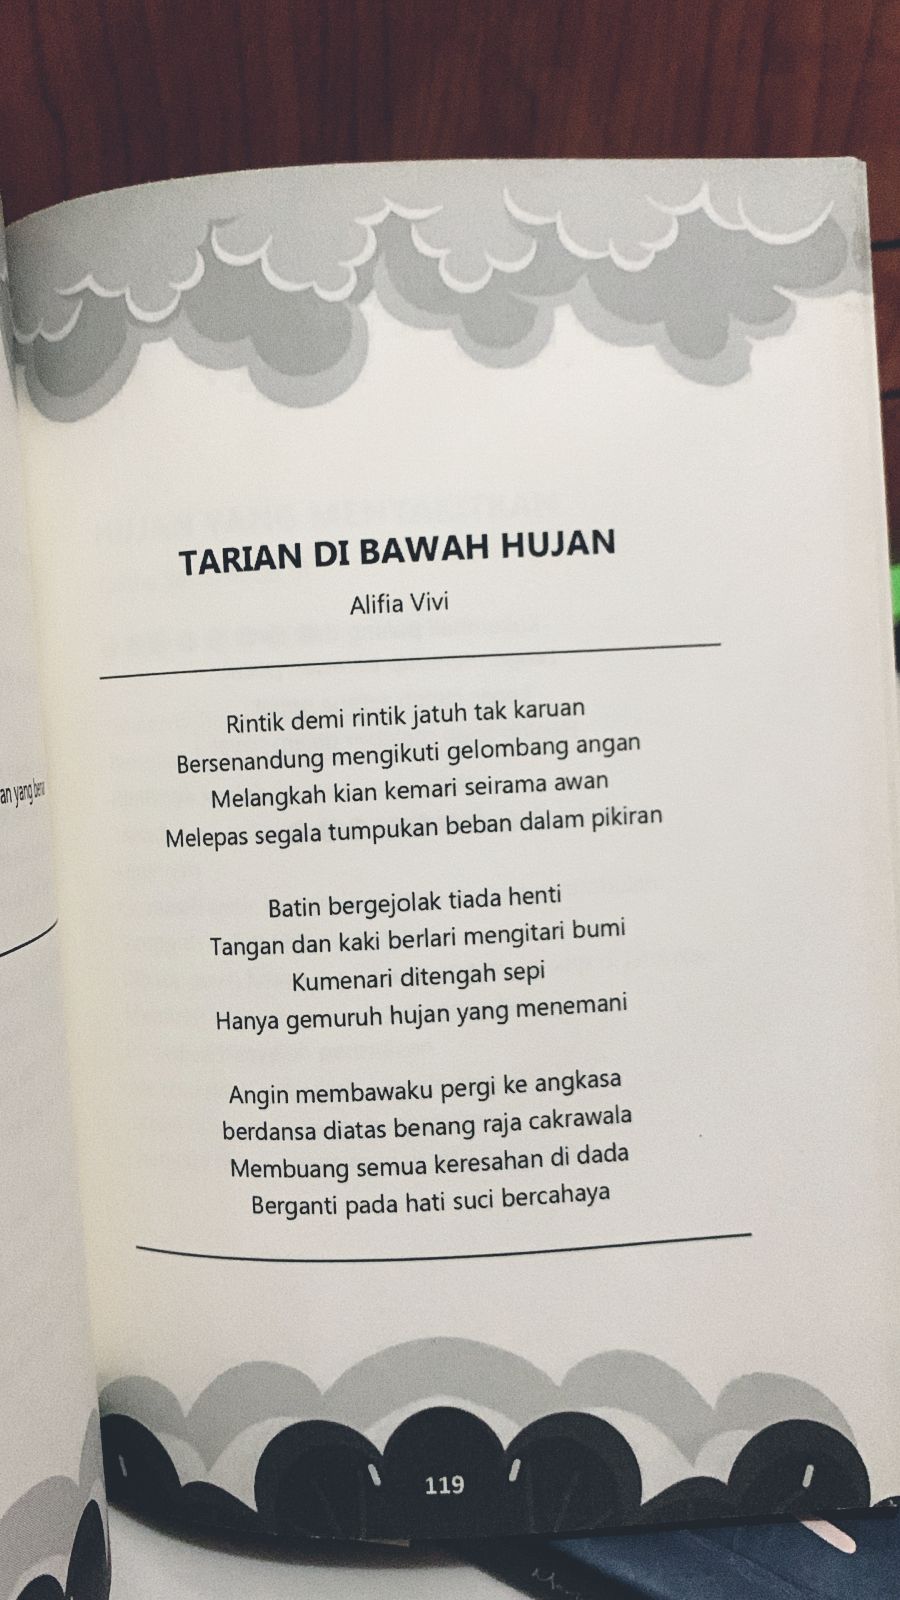 TARIAN DI BAWAH HUJAN
Alifia Vivi
Rintik demi rintik jatuh tak karuan
Bersenandung mengikuti gelombang angan
Melangkah kian kemari seirama awan
Melepas segala tumpukan beban dalam pikiran
Batin bergejolak tiada henti
Tangan dan kaki berlari mengitari bumi
Kumenari ditengah sepi
Hanya gemuruh hujan yang menemani
Angin membawaku pergi ke angkasa
berdansa diatas benang raja cakrawala
Membuang semua keresahan di dada
Berganti pada hati suci bercahaya
119
yang